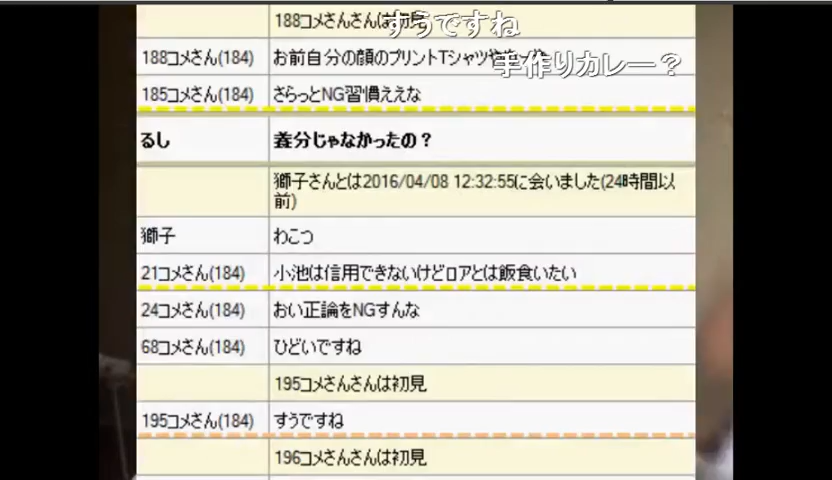 188コメさんさんは初見
すうですね
188コメさん(184) お前自分の顔のプリントTシャツ
手作りカレー？
185コメさん(184) さらっとNG習慣ええな
るし 養分じゃなかったの？
獅子さんとは2016/04/08 12:32:55に会いました(24時間以
前)
獅子 わこつ
21コメさん(184) 小池は信用できないけどロアとは飯食いたい
24コメさん(184) おい正論をNGすんな
68コメさん(184) ひどいですね
195コメさんさんは初見
195コメさん(184) すうですね
196コメさんさんは初見